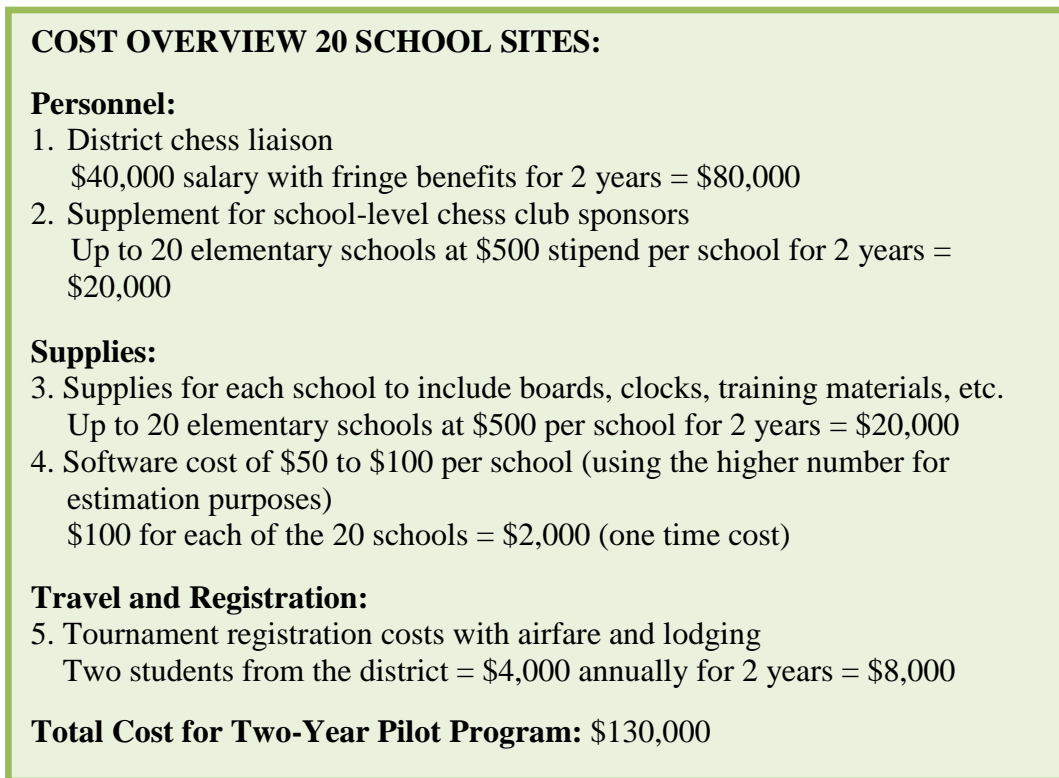 COST OVERVIEW 20 SCHOOL SITES:
Personnel:
1. District chess liaison
$40,000 salary with fringe benefits for 2 years = $80,000
2. Supplement for school-level chess club sponsors
Up to 20 elementary schools at $500 stipend per school for 2 years =
$20,000
Supplies:
3. Supplies for each school to include boards, clocks, training materials, etc.
Up to 20 elementary schools at $500 per school for 2 years = $20,000
4. Software cost of $50 to $100 per school (using the higher number for
estimation purposes)
$100 for each of the 20 schools = $2,000 (one time cost)
Travel and Registration:
5. Tournament registration costs with airfare and lodging
Two students from the district = $4,000 annually for 2 years = $8,000
Total Cost for Two-Year Pilot Program: $130,000